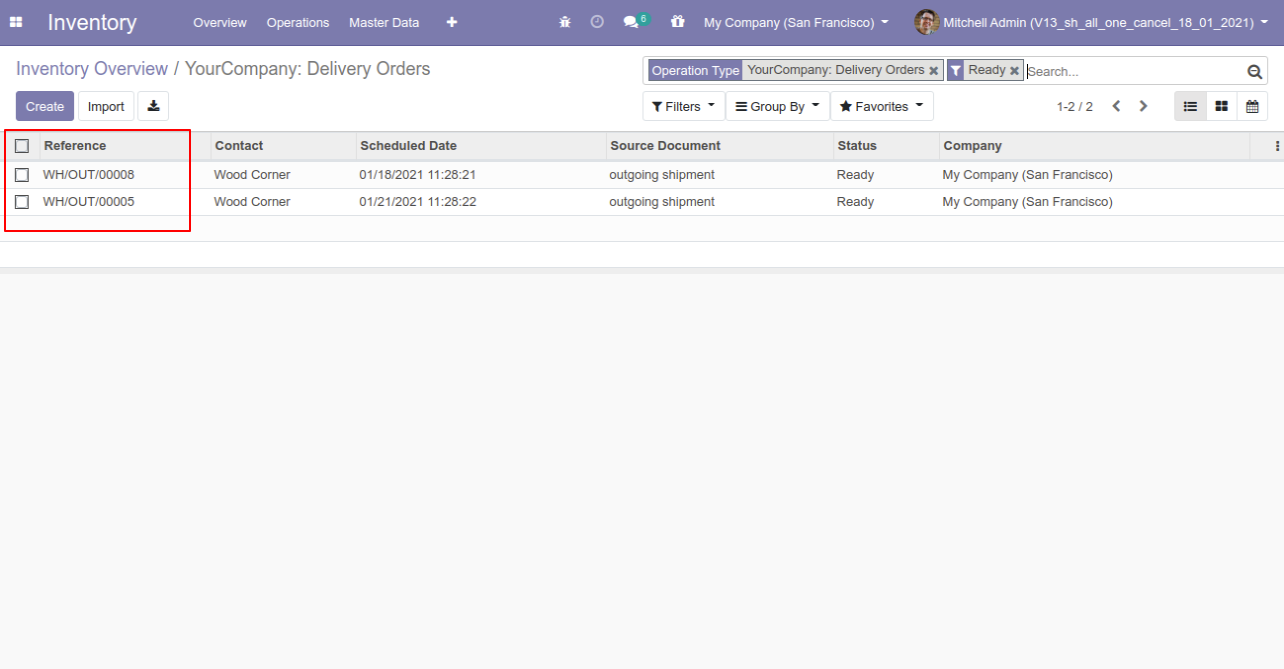 Inventory Overview Operations Master Data 6 My Company (San Francisco) Mitchell Admin (V13_sh_all_one_cancel_18_01_2021)
Inventory Overview / YourCompany: Delivery Orders
Operation Type YourCompany: Delivery Orders Ready Search...
Create Import Filters Group By Favorites 1-2 / 2
Reference Contact Scheduled Date Source Document Status Company
WH/OUT/00008 Wood Corner 01/18/2021 11:28:21 outgoing shipment Ready My Company (San Francisco)
WH/OUT/00005 Wood Corner 01/21/2021 11:28:22 outgoing shipment Ready My Company (San Francisco)